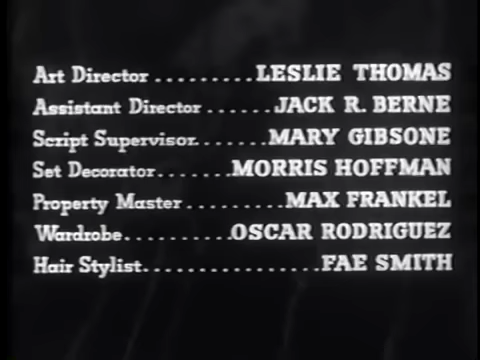 Art Director ......... LESLIE THOMAS
Assistant Director ...... JACK R. BERNE
Script Supervisor....... MARY GIBSONE
Set Decorator....... MORRIS HOFFMAN
Property Master ......... MAX FRANKEL
Wardrobe.......... OSCAR RODRIGUEZ
Hair Stylist................ FAE SMITH